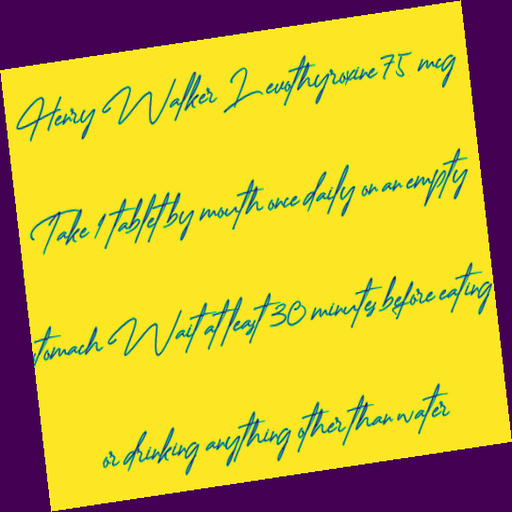 Henry Walker Levothyroxine 75 mcg
Take 1 tablet by mouth once daily on an empty
stomach Wait at least 30 minutes before eating
or drinking anything other than water